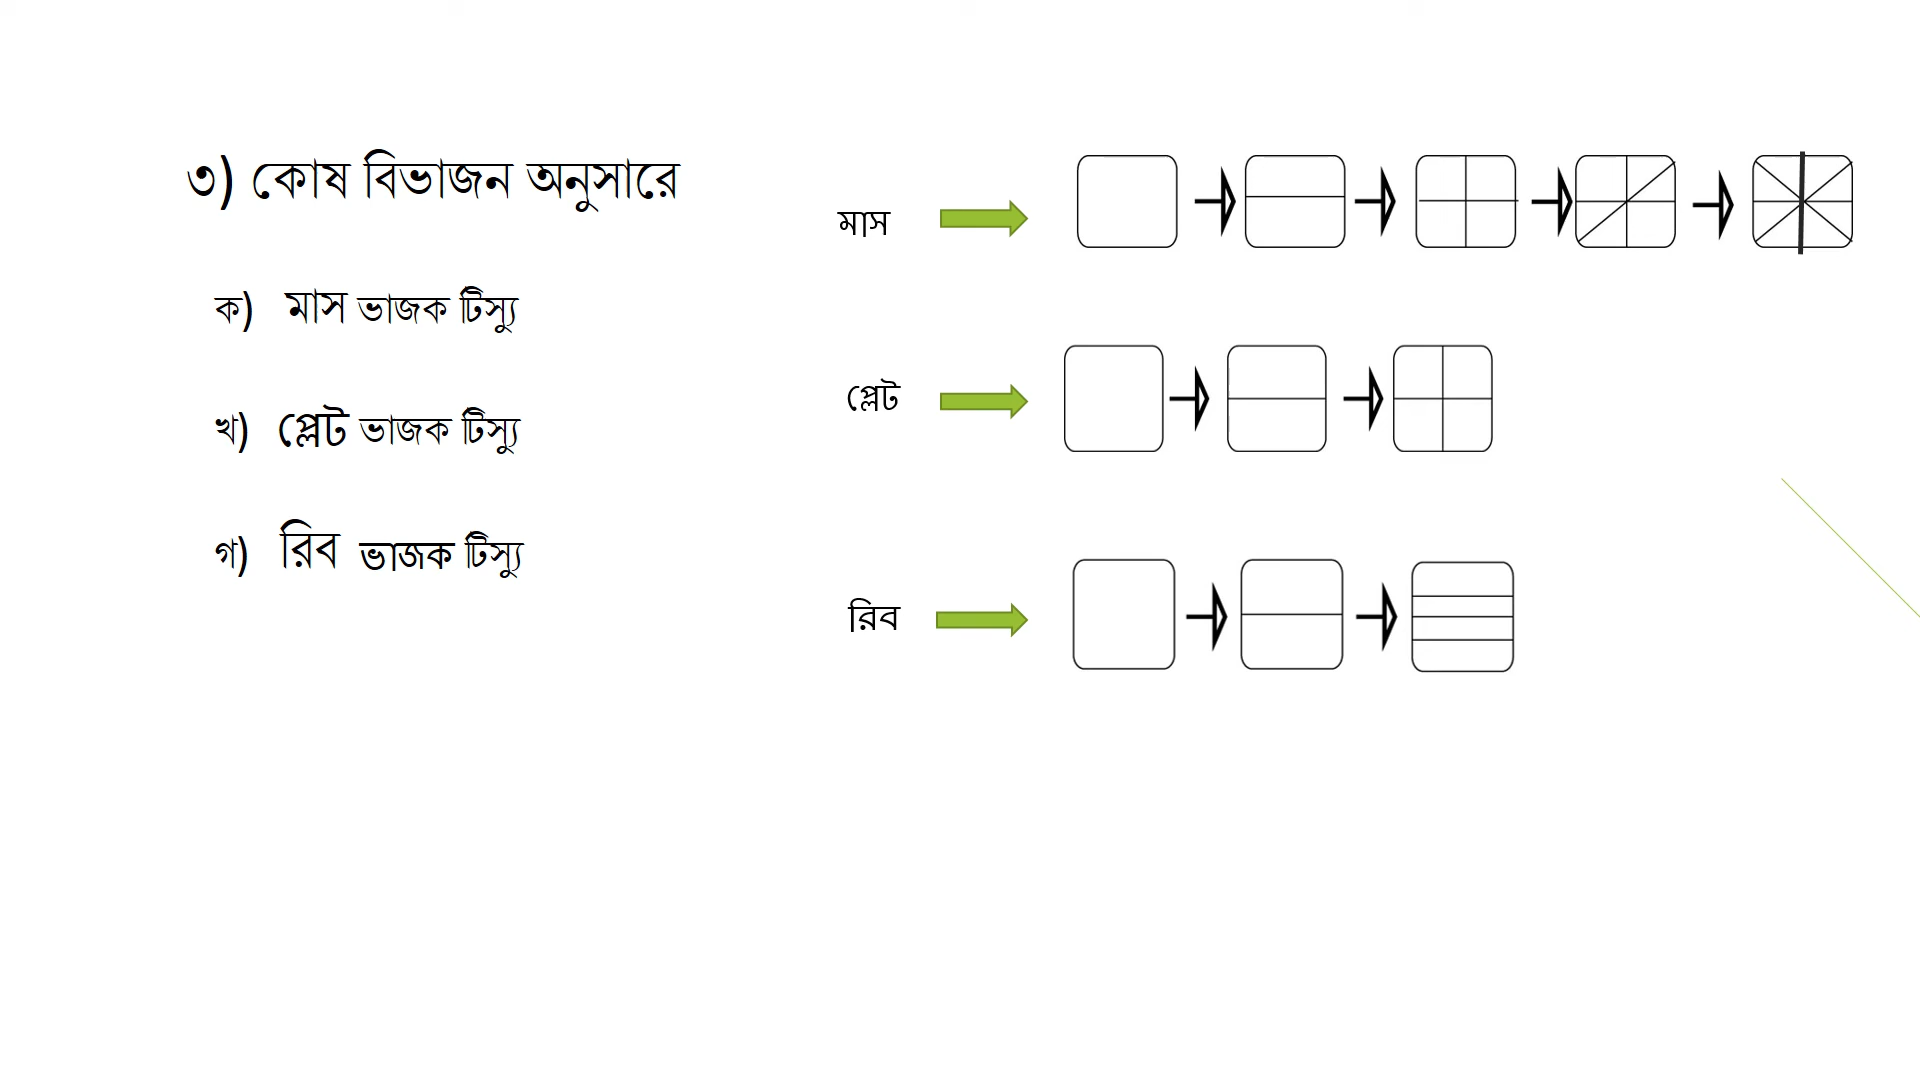 ৩) কোষ বিভাজন অনুসারে
ক) মাস ভাজক টিস্যু
খ) প্লেট ভাজক টিস্যু
গ) রিব ভাজক টিস্যু
মাস
প্লেট
রিব